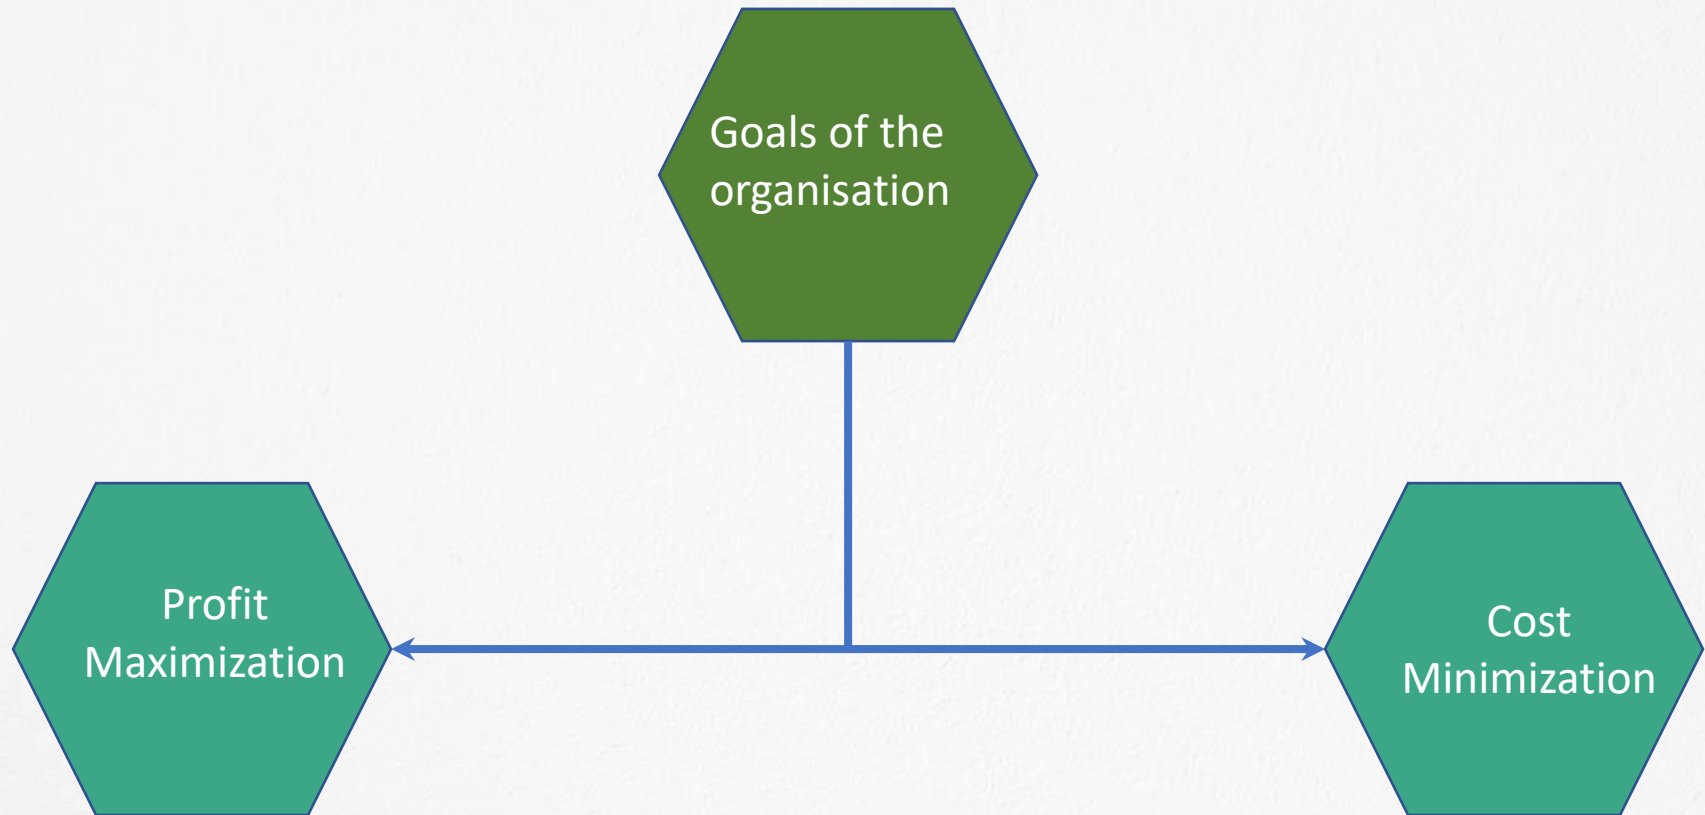 Goals of the
organisation
Profit
Maximization
Cost
Minimization